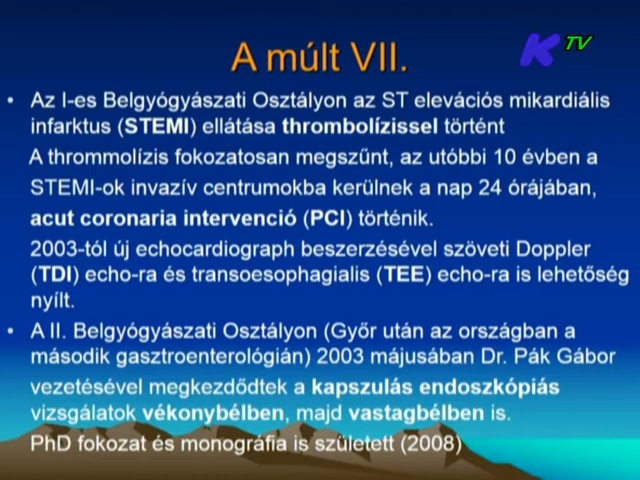 A múlt VII.
K TV
• Az I-es Belgyógyászati Osztályon az ST elevációs mikardiális
infarktus (STEMI) ellátása thrombolízissel történt
A thrommolízis fokozatosan megszűnt, az utóbbi 10 évben a
STEMI-ok invazív centrumokba kerülnek a nap 24 órájában,
acut coronaria intervenció (PCI) történik.
2003-tól új echocardiograph beszerzésével szöveti Doppler
(TDI) echo-ra és transoesophagialis (TEE) echo-ra is lehetőség
nyílt.
• A II. Belgyógyászati Osztályon (Győr után az országban a
második gasztroenterológián) 2003 májusában Dr. Pák Gábor
vezetésével megkezdődtek a kapszulás endoszkópiás
vizsgálatok vékonybélben, majd vastagbélben is.
PhD fokozat és monográfia is született (2008)